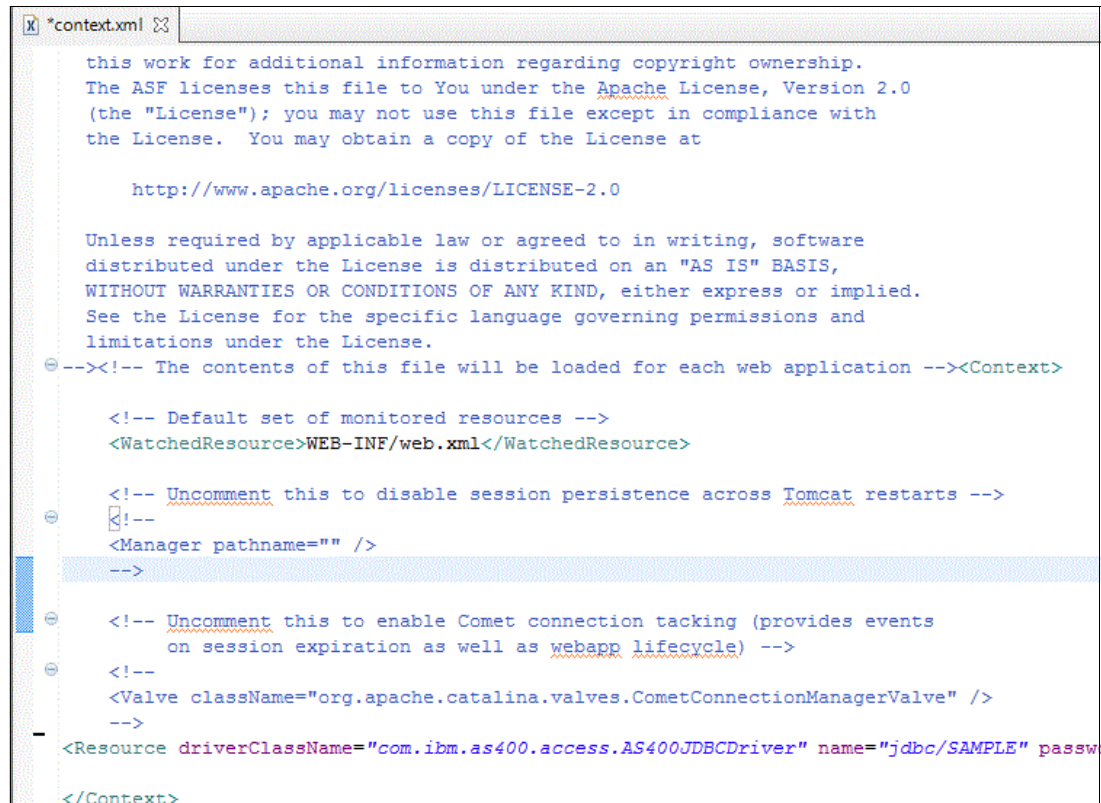 *context.xml
this work for additional information regarding copyright ownership.
The ASF licenses this file to You under the Apache License, Version 2.0
(the "License"); you may not use this file except in compliance with
the License.  You may obtain a copy of the License at
http://www.apache.org/licenses/LICENSE-2.0
Unless required by applicable law or agreed to in writing, software
distributed under the License is distributed on an "AS IS" BASIS,
WITHOUT WARRANTIES OR CONDITIONS OF ANY KIND, either express or implied.
See the License for the specific language governing permissions and
limitations under the License.
--><!-- The contents of this file will be loaded for each web application --><Context>
<!-- Default set of monitored resources -->
<WatchedResource>WEB-INF/web.xml</WatchedResource>
<!-- Uncomment this to disable session persistence across Tomcat restarts -->
<!--
<Manager pathname="" />
-->
<!-- Uncomment this to enable Comet connection tacking (provides events
on session expiration as well as webapp lifecycle) -->
<!--
<Valve className="org.apache.catalina.valves.CometConnectionManagerValve" />
-->
<Resource driverClassName="com.ibm.as400.access.AS400JDBCDriver" name="jdbc/SAMPLE" passw
</Context>